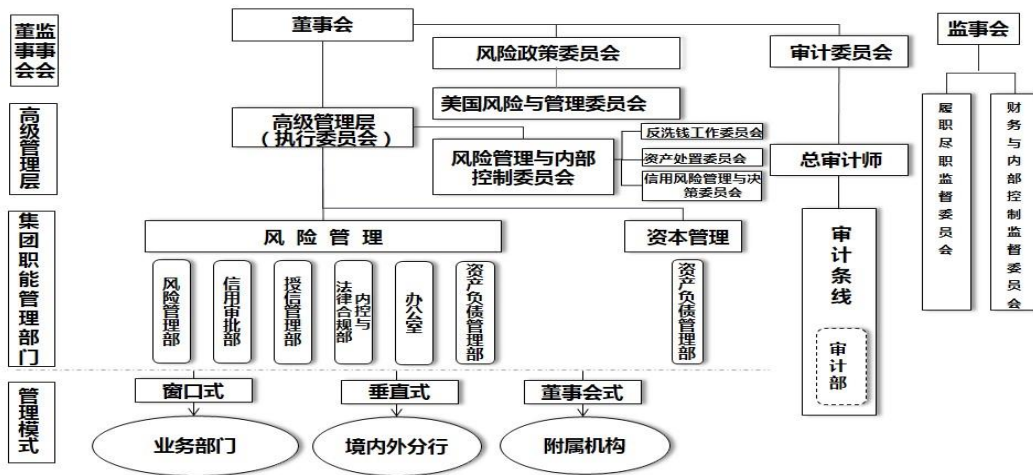 董事会
监事会
董事会
风险政策委员会
审计委员会
监事会
美国风险与管理委员会
高级管理层
高级管理层
（执行委员会）
风险管理与内部
控制委员会
反洗钱工作委员会
资产处置委员会
信用风险管理与决
策委员会
总审计师
履职尽职监督委员会
财务与内部控制监督委员会
集团职能管理部门
风险管理
资本管理
审计条线
风险管理部
信用审批部
授信管理部
内控与
法律合规部
办公室
资产负债管理部
资产负债管理部
审计部
管理模式
窗口式
垂直式
董事会式
业务部门
境内外分行
附属机构